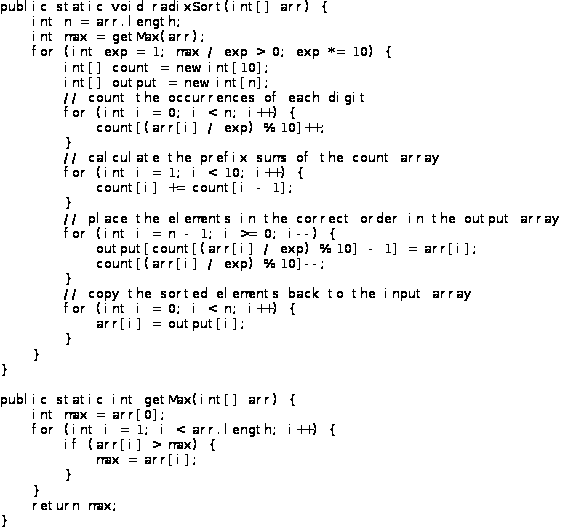 public static void radixSort(int[] arr) {
    int n = arr.length;
    int max = getMax(arr);
    for (int exp = 1; max / exp > 0; exp *= 10) {
        int[] count = new int[10];
        int[] output = new int[n];
        // count the occurrences of each digit
        for (int i = 0; i < n; i++) {
            count[(arr[i] / exp) % 10]++;
        }
        // calculate the prefix sums of the count array
        for (int i = 1; i < 10; i++) {
            count[i] += count[i - 1];
        }
        // place the elements in the correct order in the output array
        for (int i = n - 1; i >= 0; i--) {
            output[count[(arr[i] / exp) % 10] - 1] = arr[i];
            count[(arr[i] / exp) % 10]--;
        }
        // copy the sorted elements back to the input array
        for (int i = 0; i < n; i++) {
            arr[i] = output[i];
        }
    }
}

public static int getMax(int[] arr) {
    int max = arr[0];
    for (int i = 1; i < arr.length; i++) {
        if (arr[i] > max) {
            max = arr[i];
        }
    }
    return max;
}